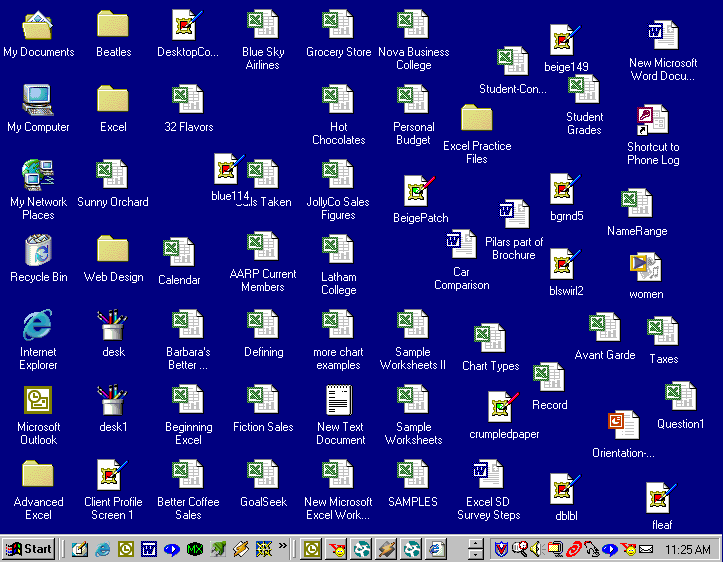 My Documents
Beatles
DesktopCo...
Blue Sky
Airlines
Grocery Store
Nova Business
College
Student-Con...
beige149
New Microsoft
Word Docu...
My Computer
Excel
32 Flavors
Hot
Chocolates
Personal
Budget
Excel Practice
Files
Student
Grades
Shortcut to
Phone Log
My Network
Places
Sunny Orchard
blue114
Taken
JollyCo Sales
Figures
BeigePatch
Pilars part of
Brochure
bgrnd5
NameRange
Recycle Bin
Web Design
Calendar
AARP Current
Members
Latham
College
Car
Comparison
blswirl2
women
Internet
Explorer
desk
Barbara's
Better ...
Defining
more chart
examples
Sample
Worksheets II
Chart Types
Avant Garde
Taxes
Microsoft
Outlook
desk1
Beginning
Excel
Fiction Sales
New Text
Document
Sample
Worksheets
crumpledpaper
Record
Orientation-...
Question1
Advanced
Excel
Client Profile
Screen 1
Better Coffee
Sales
GoalSeek
New Microsoft
Excel Work...
SAMPLES
Excel SD
Survey Steps
dblbl
fleaf
Start
11:25 AM